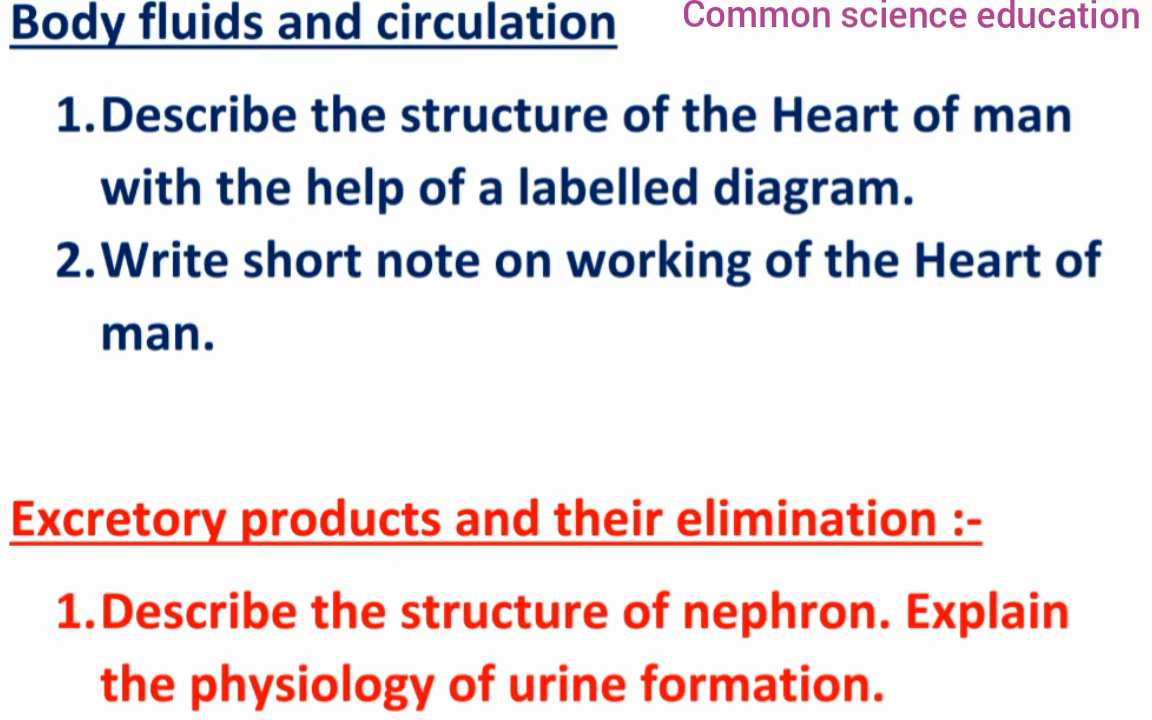 Body fluids and circulation
Common science education
1.Describe the structure of the Heart of man
with the help of a labelled diagram.
2.Write short note on working of the Heart of
man.
Excretory products and their elimination :-
1.Describe the structure of nephron. Explain
the physiology of urine formation.